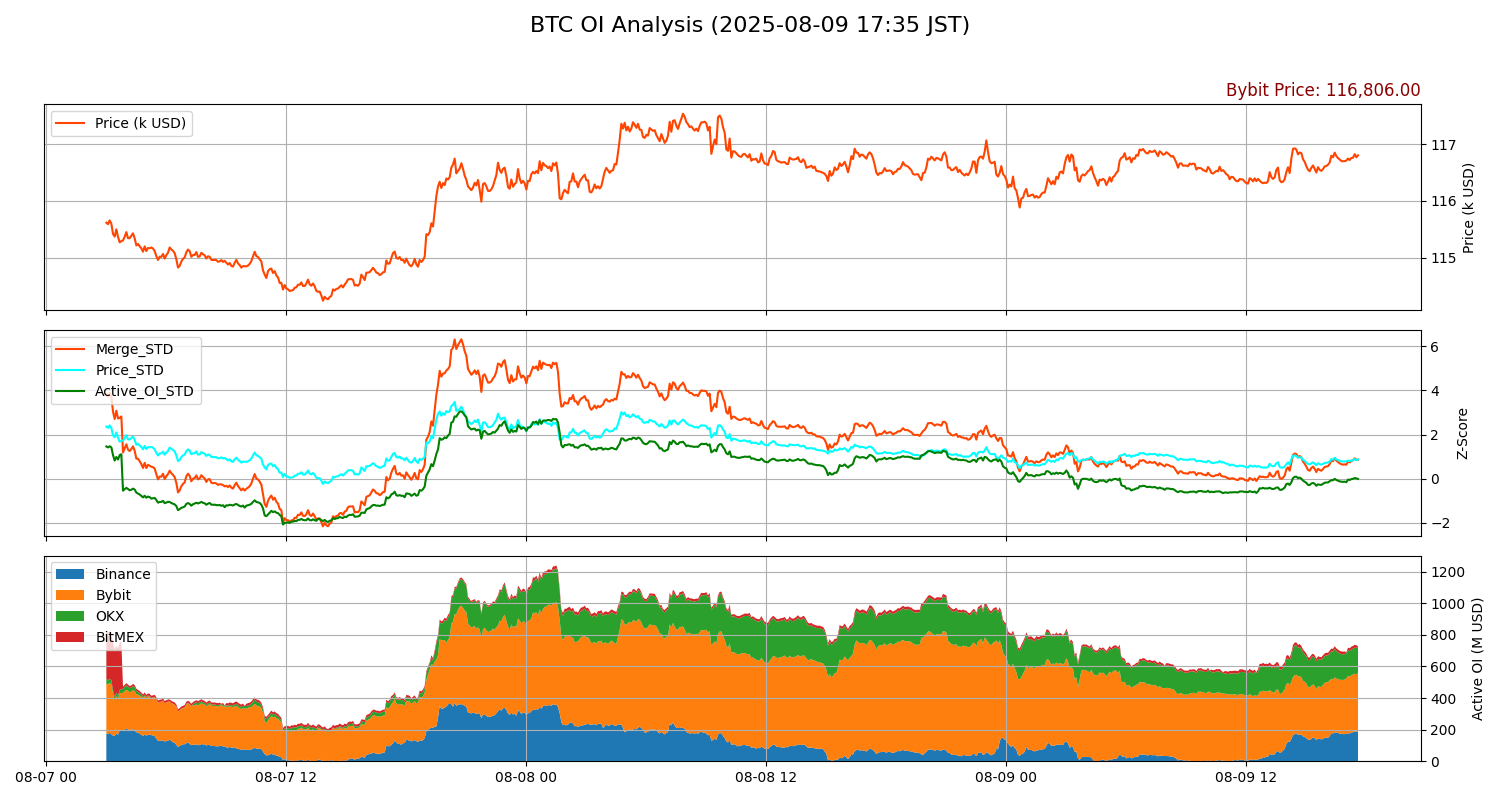 BTC OI Analysis (2025-08-09 17:35 JST)
Bybit Price: 116,806.00
Price (k USD)
117
116
115
Price (k USD)
Merge_STD
Price_STD
Active_OI_STD
6
4
2
0
−2
Z-Score
Binance
Bybit
OKX
BitMEX
1200
1000
800
600
400
200
0
Active OI (M USD)
08-07 00
08-07 12
08-08 00
08-08 12
08-09 00
08-09 12